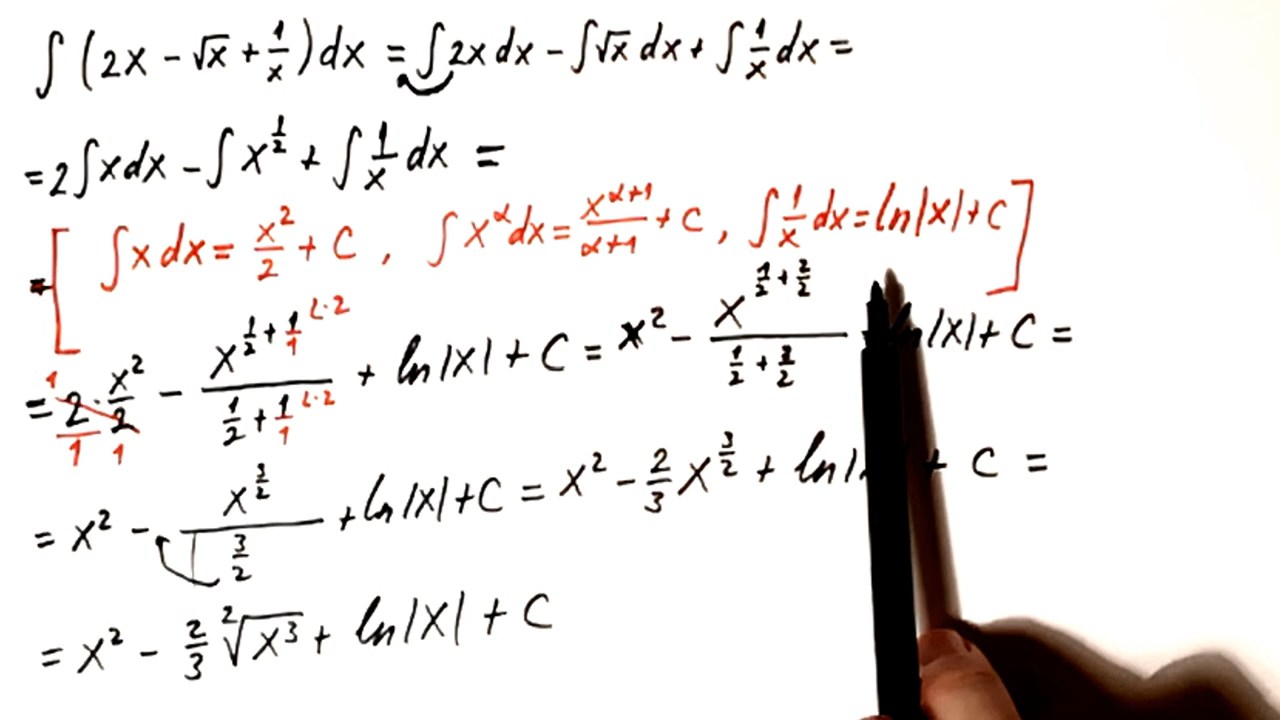 ∫ (2x − √x + 1/x) dx = ∫ 2x dx − ∫ √x dx + ∫ 1/x dx =
= 2 ∫ x dx − ∫ x^(1/2) + ∫ 1/x dx =
= [ ∫ x dx = x²/2 + C , ∫ x^α dx = x^(α+1)/(α+1) + C , ∫ 1/x dx = ln|x| + C ]
= 2/1 · x²/2 − x^(1/2 + 1/1 ·2)/(1/2 + 1/1 ·2) + ln|x| + C = x² − x^(1/2 + 2/2)/(1/2 + 2/2) ln|x| + C =
= x² − x^(3/2)/(3/2) + ln|x| + C = x² − 2/3 x^(3/2) + ln| + C =
= x² − 2/3 ²√x³ + ln|x| + C